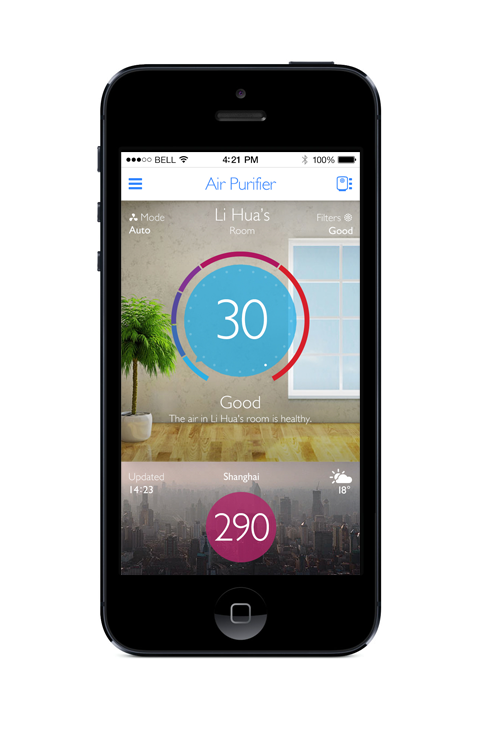 BELL
4:21 PM
100%
Air Purifier
Mode
Auto
Li Hua's
Room
Filters
Good
30
Good
The air in Li Hua's room is healthy.
Updated
14:23
Shanghai
18°
290